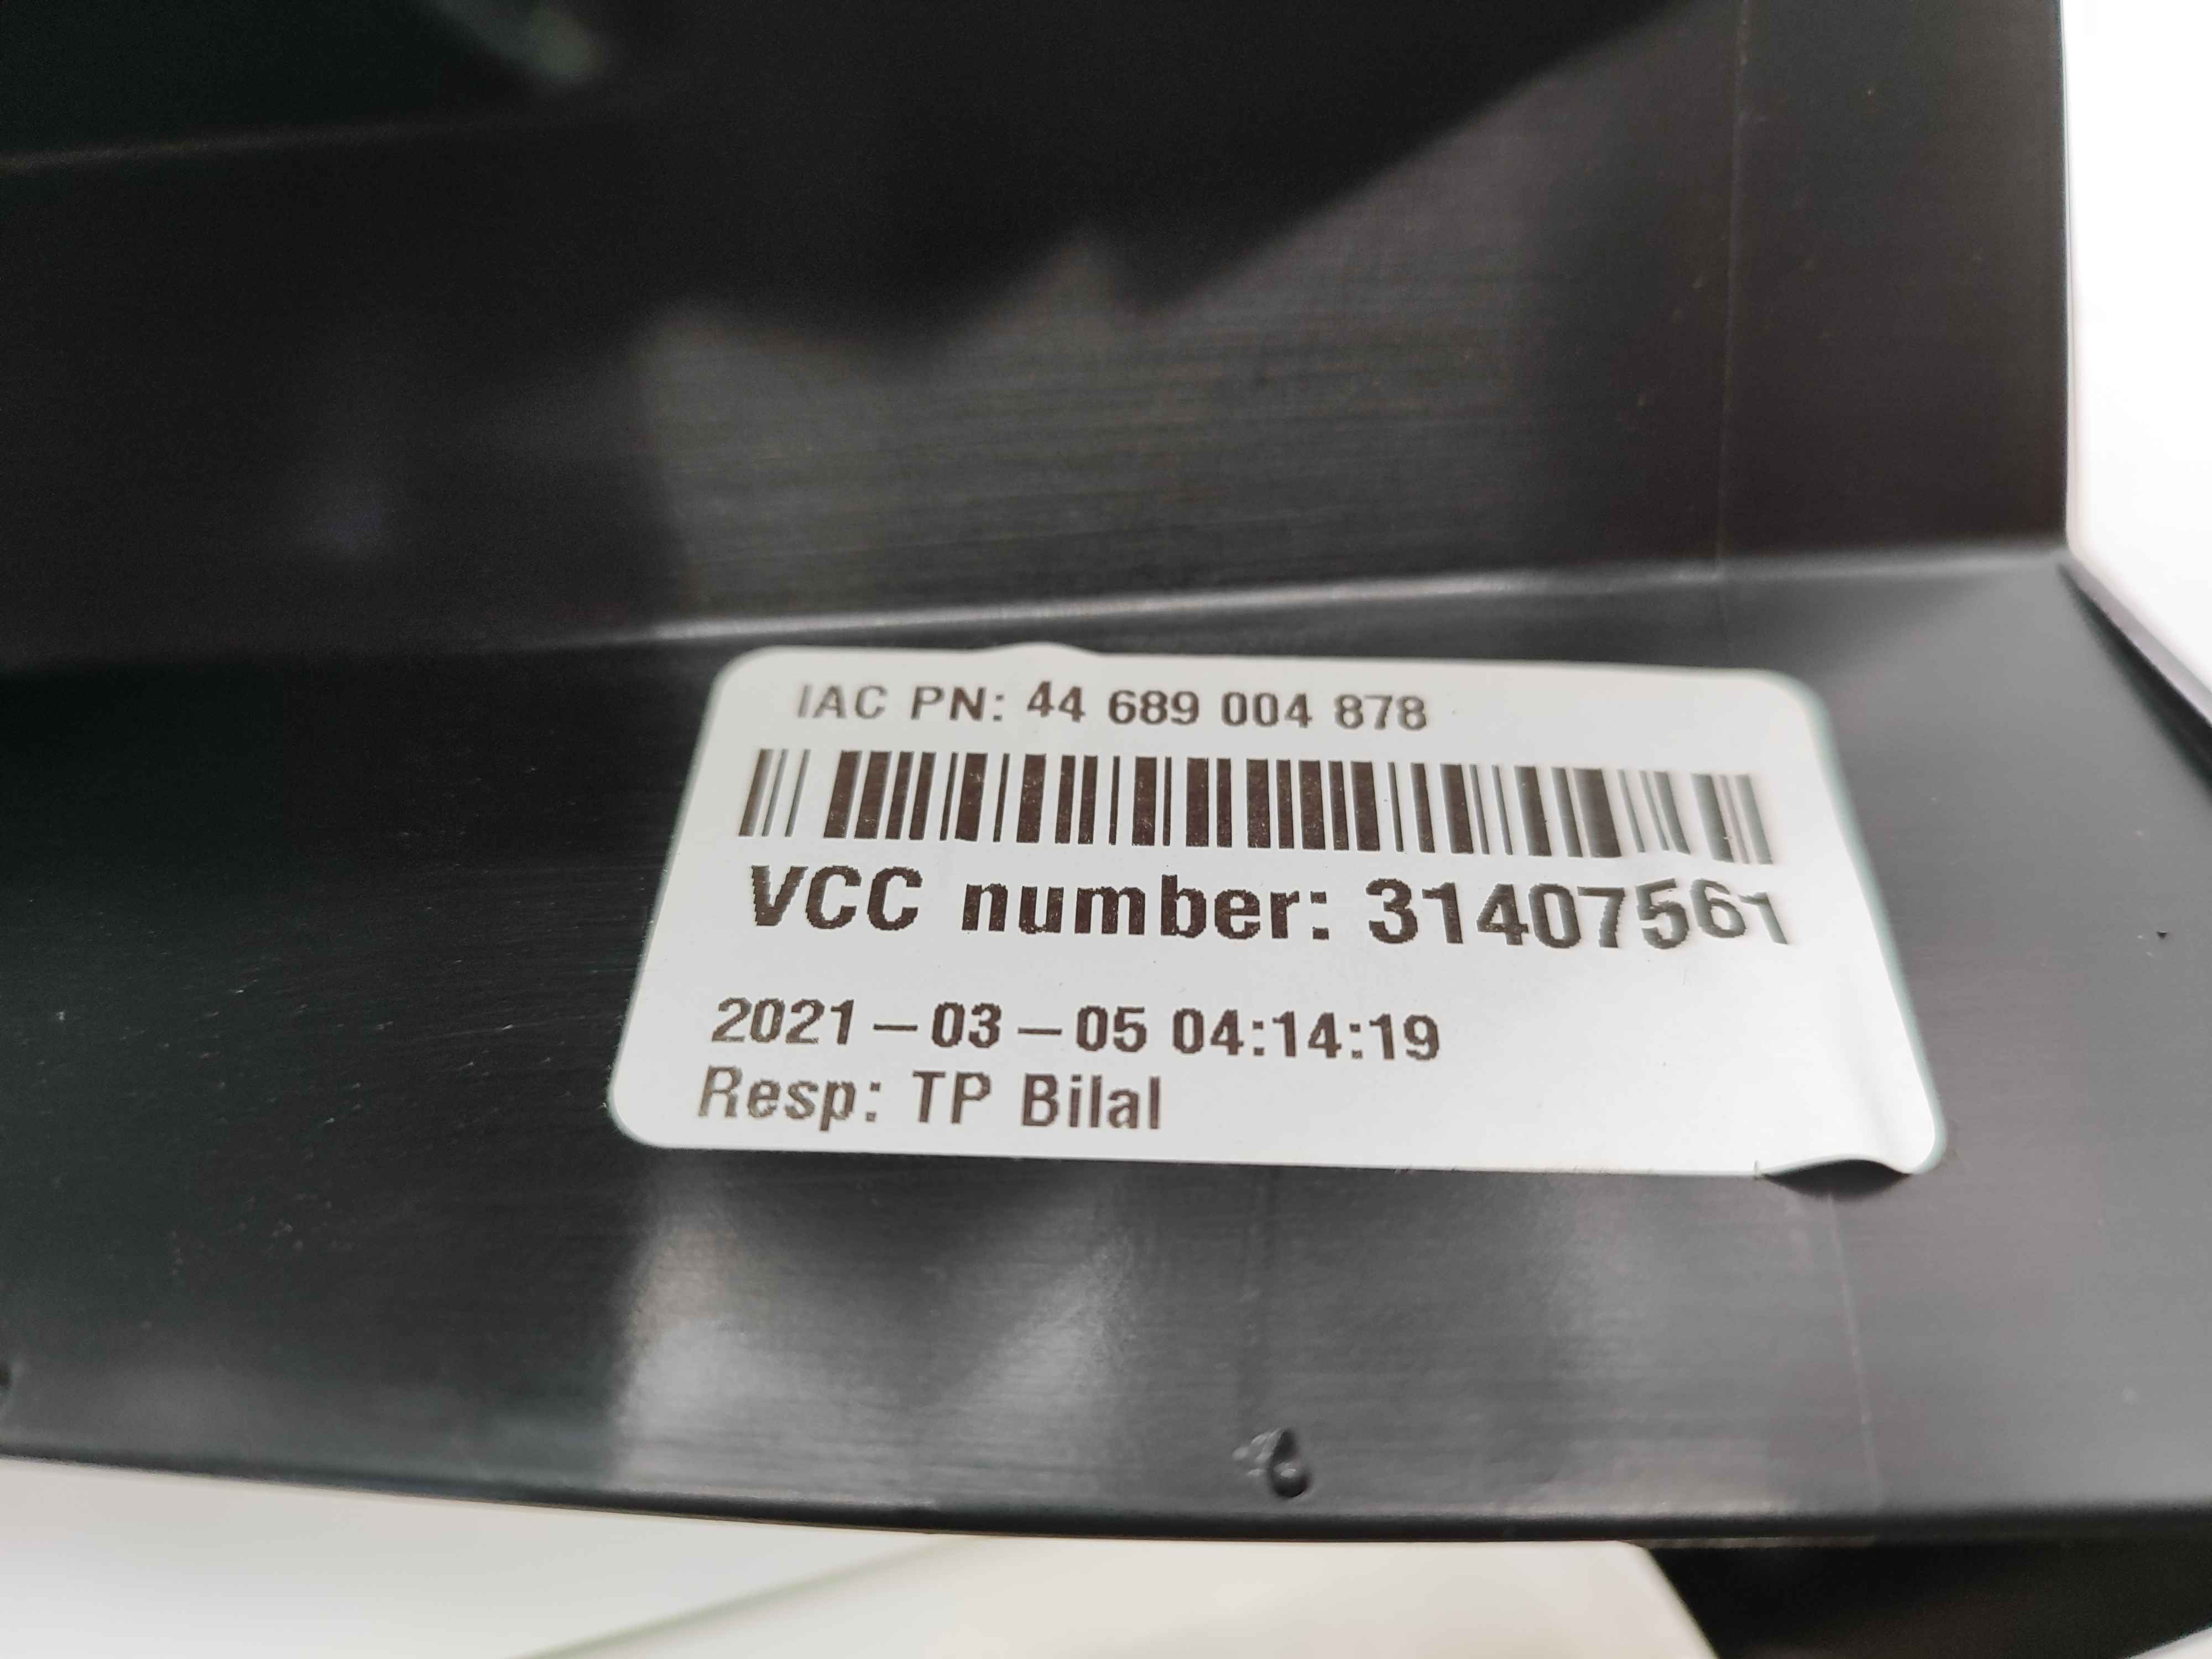 IAC PN: 44 689 004 878
VCC number: 31407561
2021-03-05 04:14:19
Resp: TP Bilal